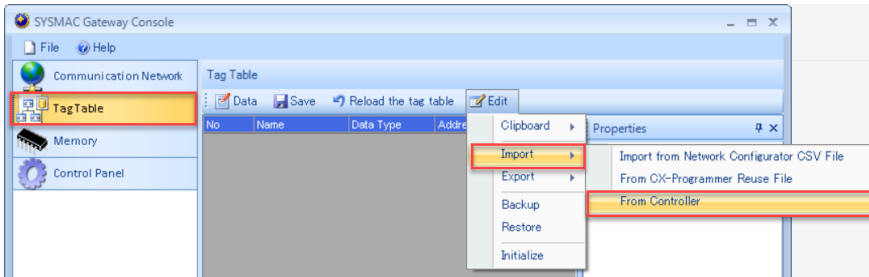 SYSMAC Gateway Console
File Help
Communication Network
Tag Table
Memory
Control Panel
Tag Table
Data Save Reload the tag table Edit
No Name Data Type Addre
Properties
Clipboard
Import
Export
Backup
Restore
Initialize
Import from Network Configurator CSV File
From CX-Programmer Reuse File
From Controller